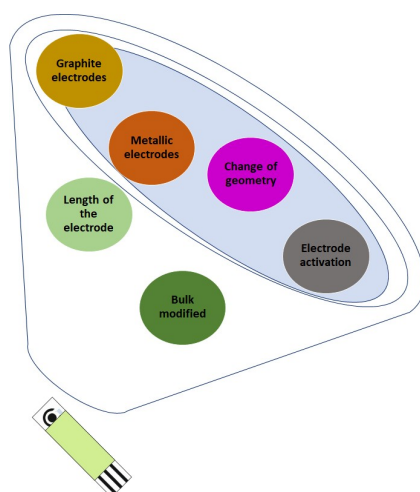 Graphite
electrodes
Metallic
electrodes
Change of
geometry
Length of
the
electrode
Electrode
activation
Bulk
modified